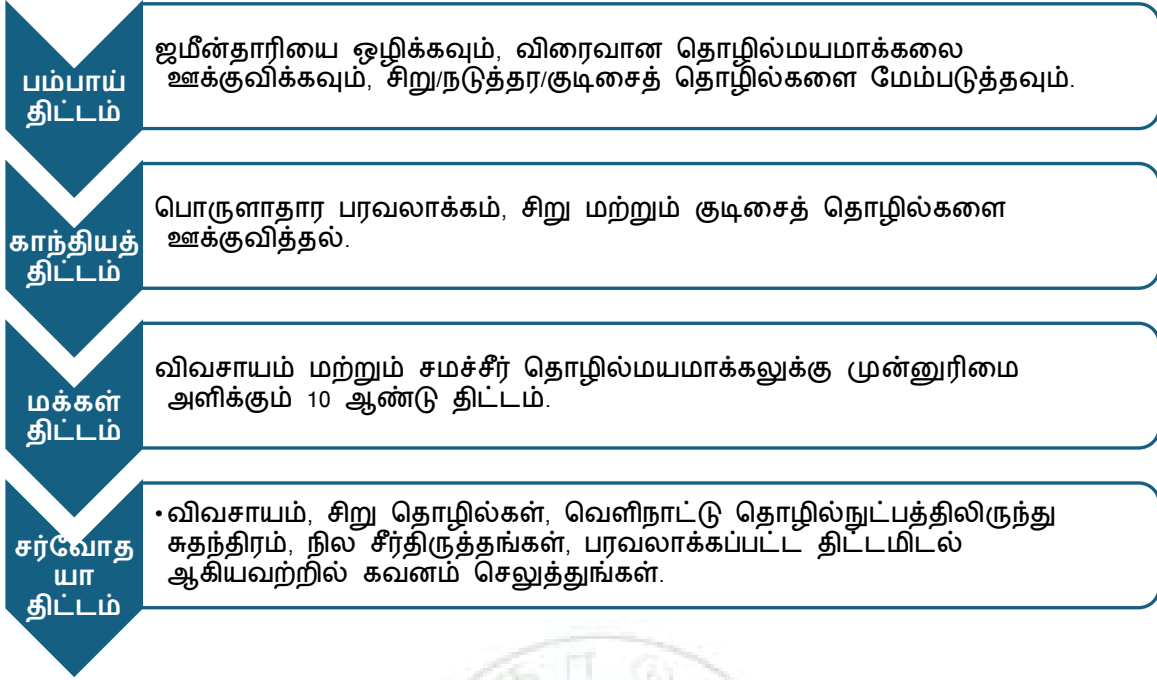 பம்பாய்
திட்டம்
ஜமீன்தாரியை ஒழிக்கவும், விரைவான தொழில்மயமாக்கலை
ஊக்குவிக்கவும், சிறு/நடுத்தர/குடிசைத் தொழில்களை மேம்படுத்தவும்.
காந்தியத்
திட்டம்
பொருளாதார பரவலாக்கம், சிறு மற்றும் குடிசைத் தொழில்களை
ஊக்குவித்தல்.
மக்கள்
திட்டம்
விவசாயம் மற்றும் சமச்சீர் தொழில்மயமாக்கலுக்கு முன்னுரிமை
அளிக்கும் 10 ஆண்டு திட்டம்.
சர்வோத
யா
திட்டம்
•விவசாயம், சிறு தொழில்கள், வெளிநாட்டு தொழில்நுட்பத்திலிருந்து
சுதந்திரம், நில சீர்திருத்தங்கள், பரவலாக்கப்பட்ட திட்டமிடல்
ஆகியவற்றில் கவனம் செலுத்துங்கள்.